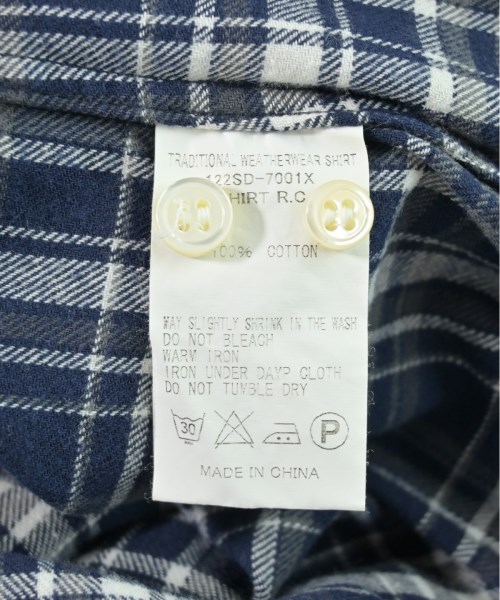 TRADITIONAL WEATHERWEAR SHIRT
122SD-7001X
SHIRT R.C
100% COTTON
MAY SLIGHTLY SHRINK IN THE WASH
DO NOT BLEACH
WARM IRON
IRON UNDER DAMP CLOTH
DO NOT TUMBLE DRY
30
P
MADE IN CHINA